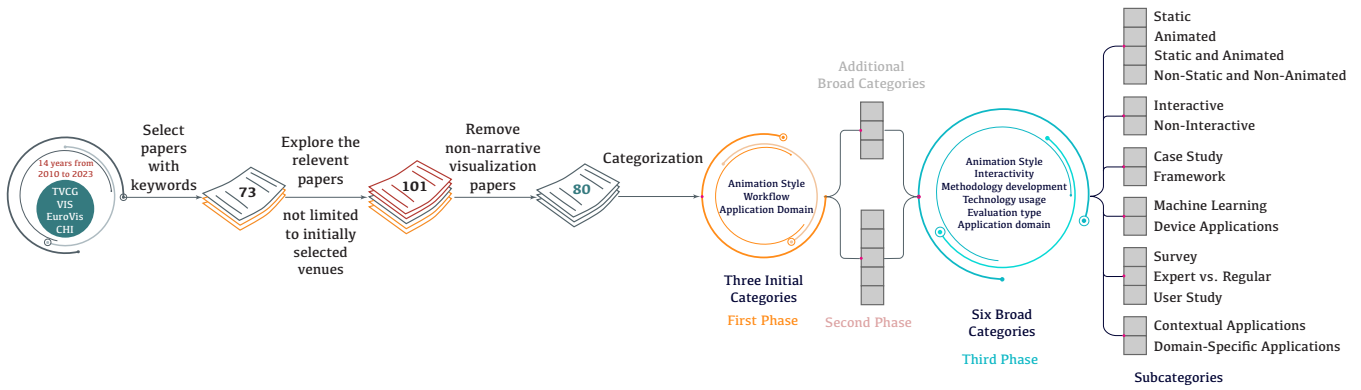 14 years from
2010 to 2023
TVCG
VIS
EuroVis
CHI
Select
papers
with
keywords
73
Explore the
relevent
papers
not limited
to initially
selected
venues
101
Remove
non-narrative
visualization
papers
80
Categorization
Animation Style
Workflow
Application Domain
Three Initial
Categories
First Phase
Additional
Broad Categories
Second Phase
Animation Style
Interactivity
Methodology development
Technology usage
Evaluation type
Application domain
Six Broad
Categories
Third Phase
Static
Animated
Static and Animated
Non-Static and Non-Animated
Interactive
Non-Interactive
Case Study
Framework
Machine Learning
Device Applications
Survey
Expert vs. Regular
User Study
Contextual Applications
Domain-Specific Applications
Subcategories